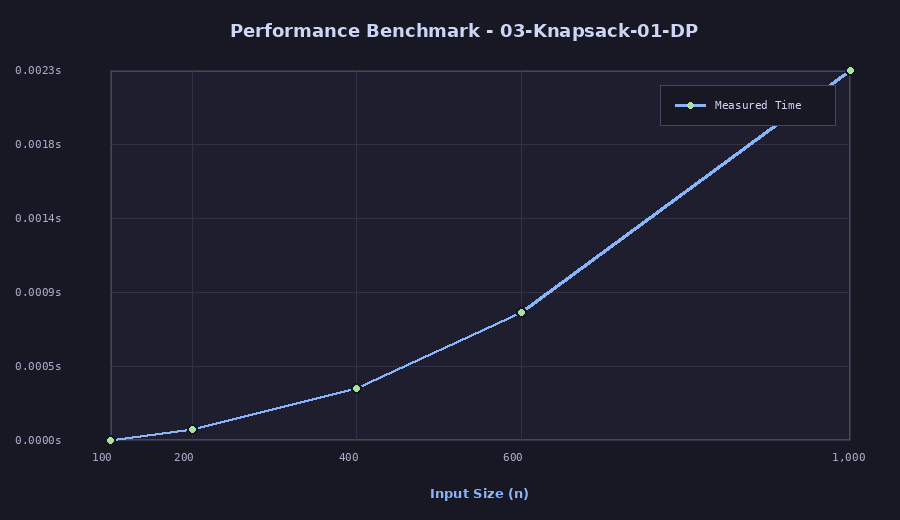 Performance Benchmark - 03-Knapsack-01-DP
0.0023s
Measured Time
0.0018s
0.0014s
0.0009s
0.0005s
0.0000s
100 200 400 600 1,000
Input Size (n)